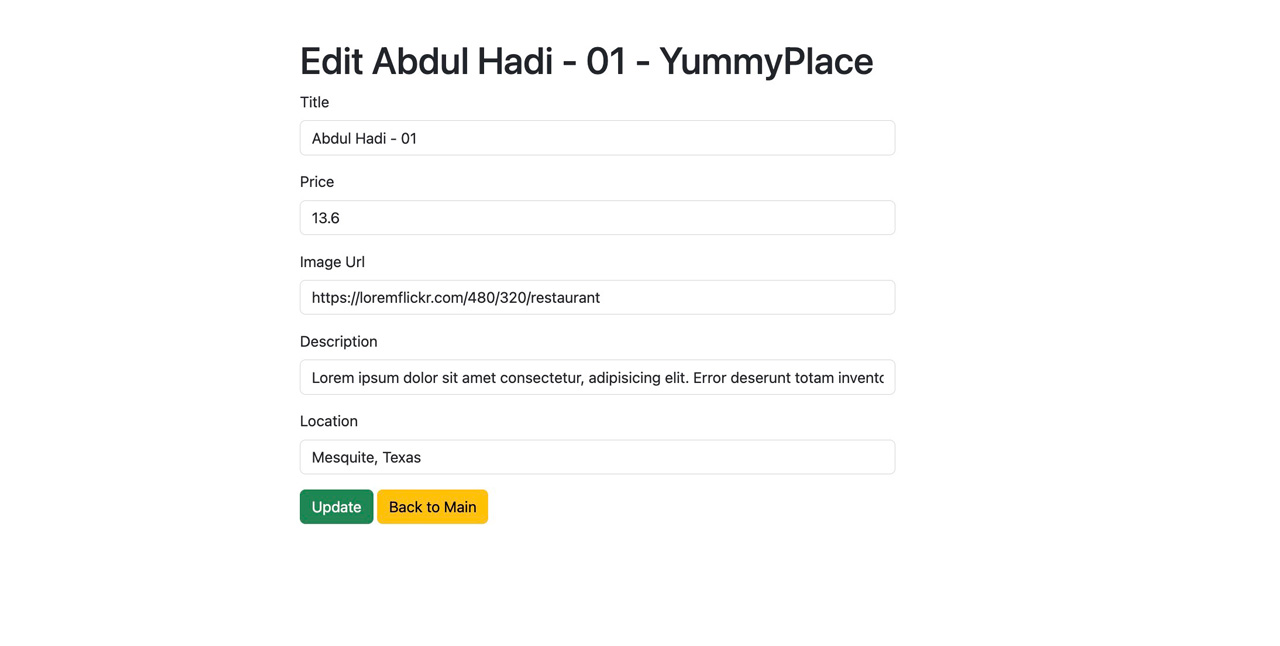 Edit Abdul Hadi - 01 - YummyPlace
Title
Abdul Hadi - 01
Price
13.6
Image Url
https://loremflickr.com/480/320/restaurant
Description
Lorem ipsum dolor sit amet consectetur, adipisicing elit. Error deserunt totam invento
Location
Mesquite, Texas
Update Back to Main